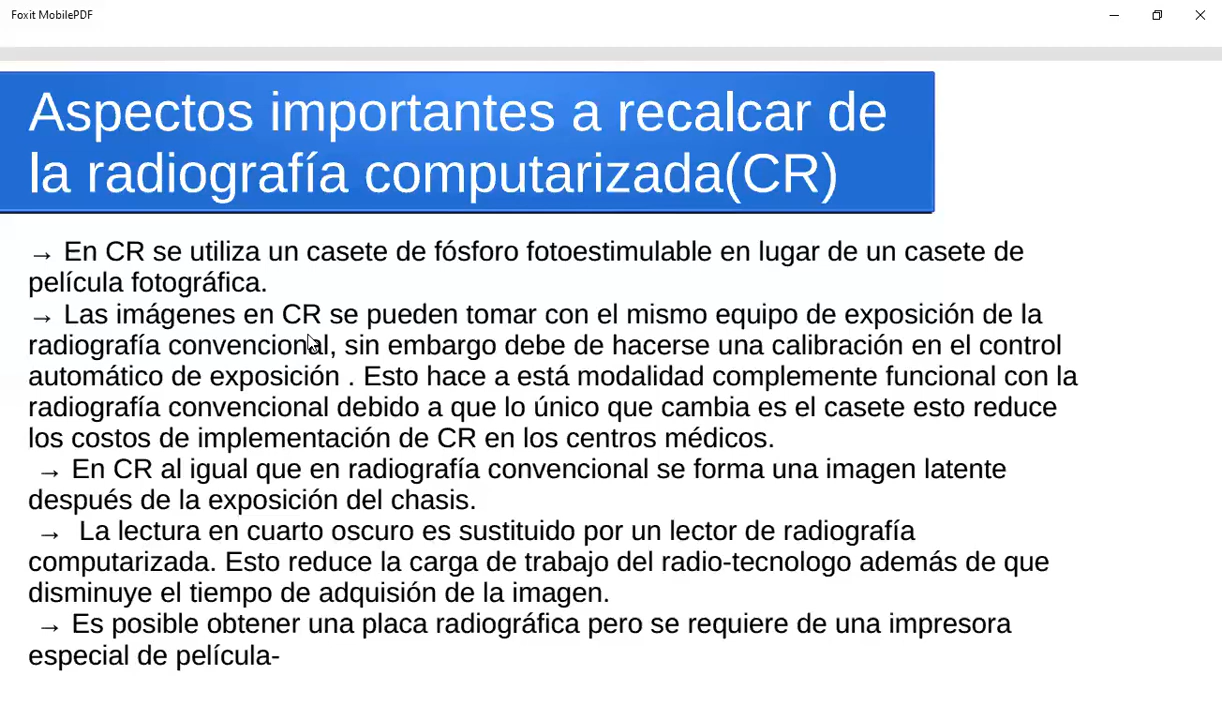 Foxit MobilePDF
Aspectos importantes a recalcar de
la radiografía computarizada(CR)
→ En CR se utiliza un casete de fósforo fotoestimulable en lugar de un casete de
película fotográfica.
→ Las imágenes en CR se pueden tomar con el mismo equipo de exposición de la
radiografía convencional, sin embargo debe de hacerse una calibración en el control
automático de exposición . Esto hace a está modalidad complemente funcional con la
radiografía convencional debido a que lo único que cambia es el casete esto reduce
los costos de implementación de CR en los centros médicos.
→ En CR al igual que en radiografía convencional se forma una imagen latente
después de la exposición del chasis.
→ La lectura en cuarto oscuro es sustituido por un lector de radiografía
computarizada. Esto reduce la carga de trabajo del radio-tecnologo además de que
disminuye el tiempo de adquisión de la imagen.
→ Es posible obtener una placa radiográfica pero se requiere de una impresora
especial de película-